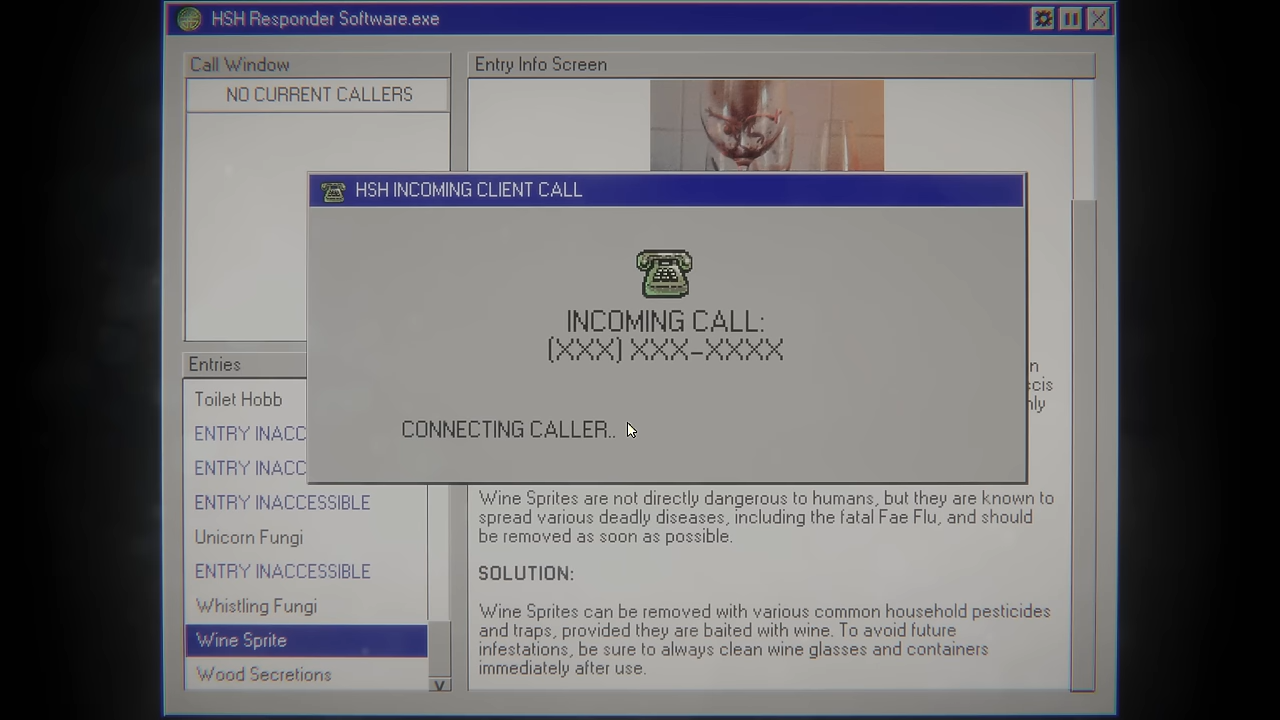 HSH Responder Software.exe
Call Window
NO CURRENT CALLERS
Entry Info Screen
HSH INCOMING CLIENT CALL
INCOMING CALL:
(XXX) XXX-XXXX
CONNECTING CALLER..
Entries
Toilet Hobb
ENTRY INACC
ENTRY INACC
ENTRY INACCESSIBLE
Unicorn Fungi
ENTRY INACCESSIBLE
Whistling Fungi
Wine Sprite
Wood Secretions
V
Wine Sprites are not directly dangerous to humans, but they are known to
spread various deadly diseases, including the fatal Fae Flu, and should
be removed as soon as possible.
SOLUTION:
Wine Sprites can be removed with various common household pesticides
and traps, provided they are baited with wine. To avoid future
infestations, be sure to always clean wine glasses and containers
immediately after use.